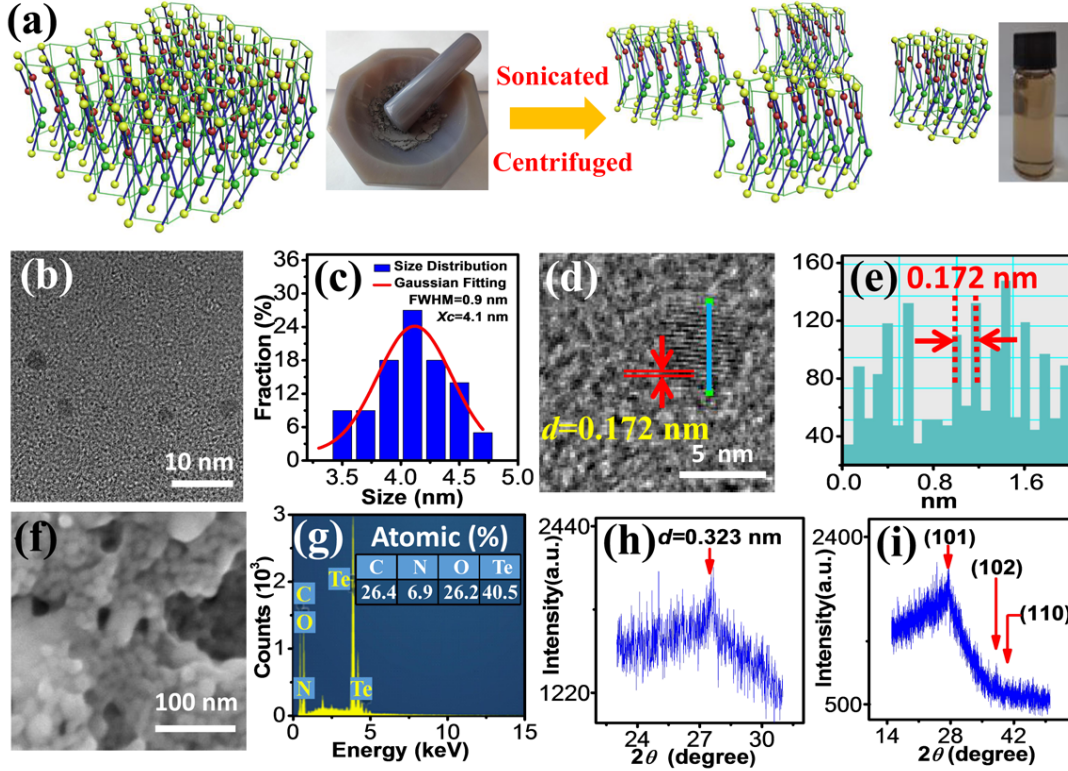 (a)
Sonicated
Centrifuged
(b)
10 nm
(c)
Size Distribution
Gaussian Fitting
FWHM=0.9 nm
Xc=4.1 nm
Fraction (%)
36
30
24
18
12
6
0
3.5 4.0 4.5 5.0
Size (nm)
(d)
d=0.172 nm
5 nm
(e)
0.172 nm
160
120
80
40
0.0 0.8 1.6
nm
(f)
100 nm
(g)
Atomic (%)
C N O Te
26.4 6.9 26.2 40.5
C
O
N
Te
Te
Counts (10³)
3
2
1
0
0 5 10 15
Energy (keV)
(h)
d=0.323 nm
Intensity(a.u.)
2440
1220
24 27 30
2θ (degree)
(i)
(101)
(102)
(110)
Intensity(a.u.)
2400
500
14 28 42
2θ (degree)